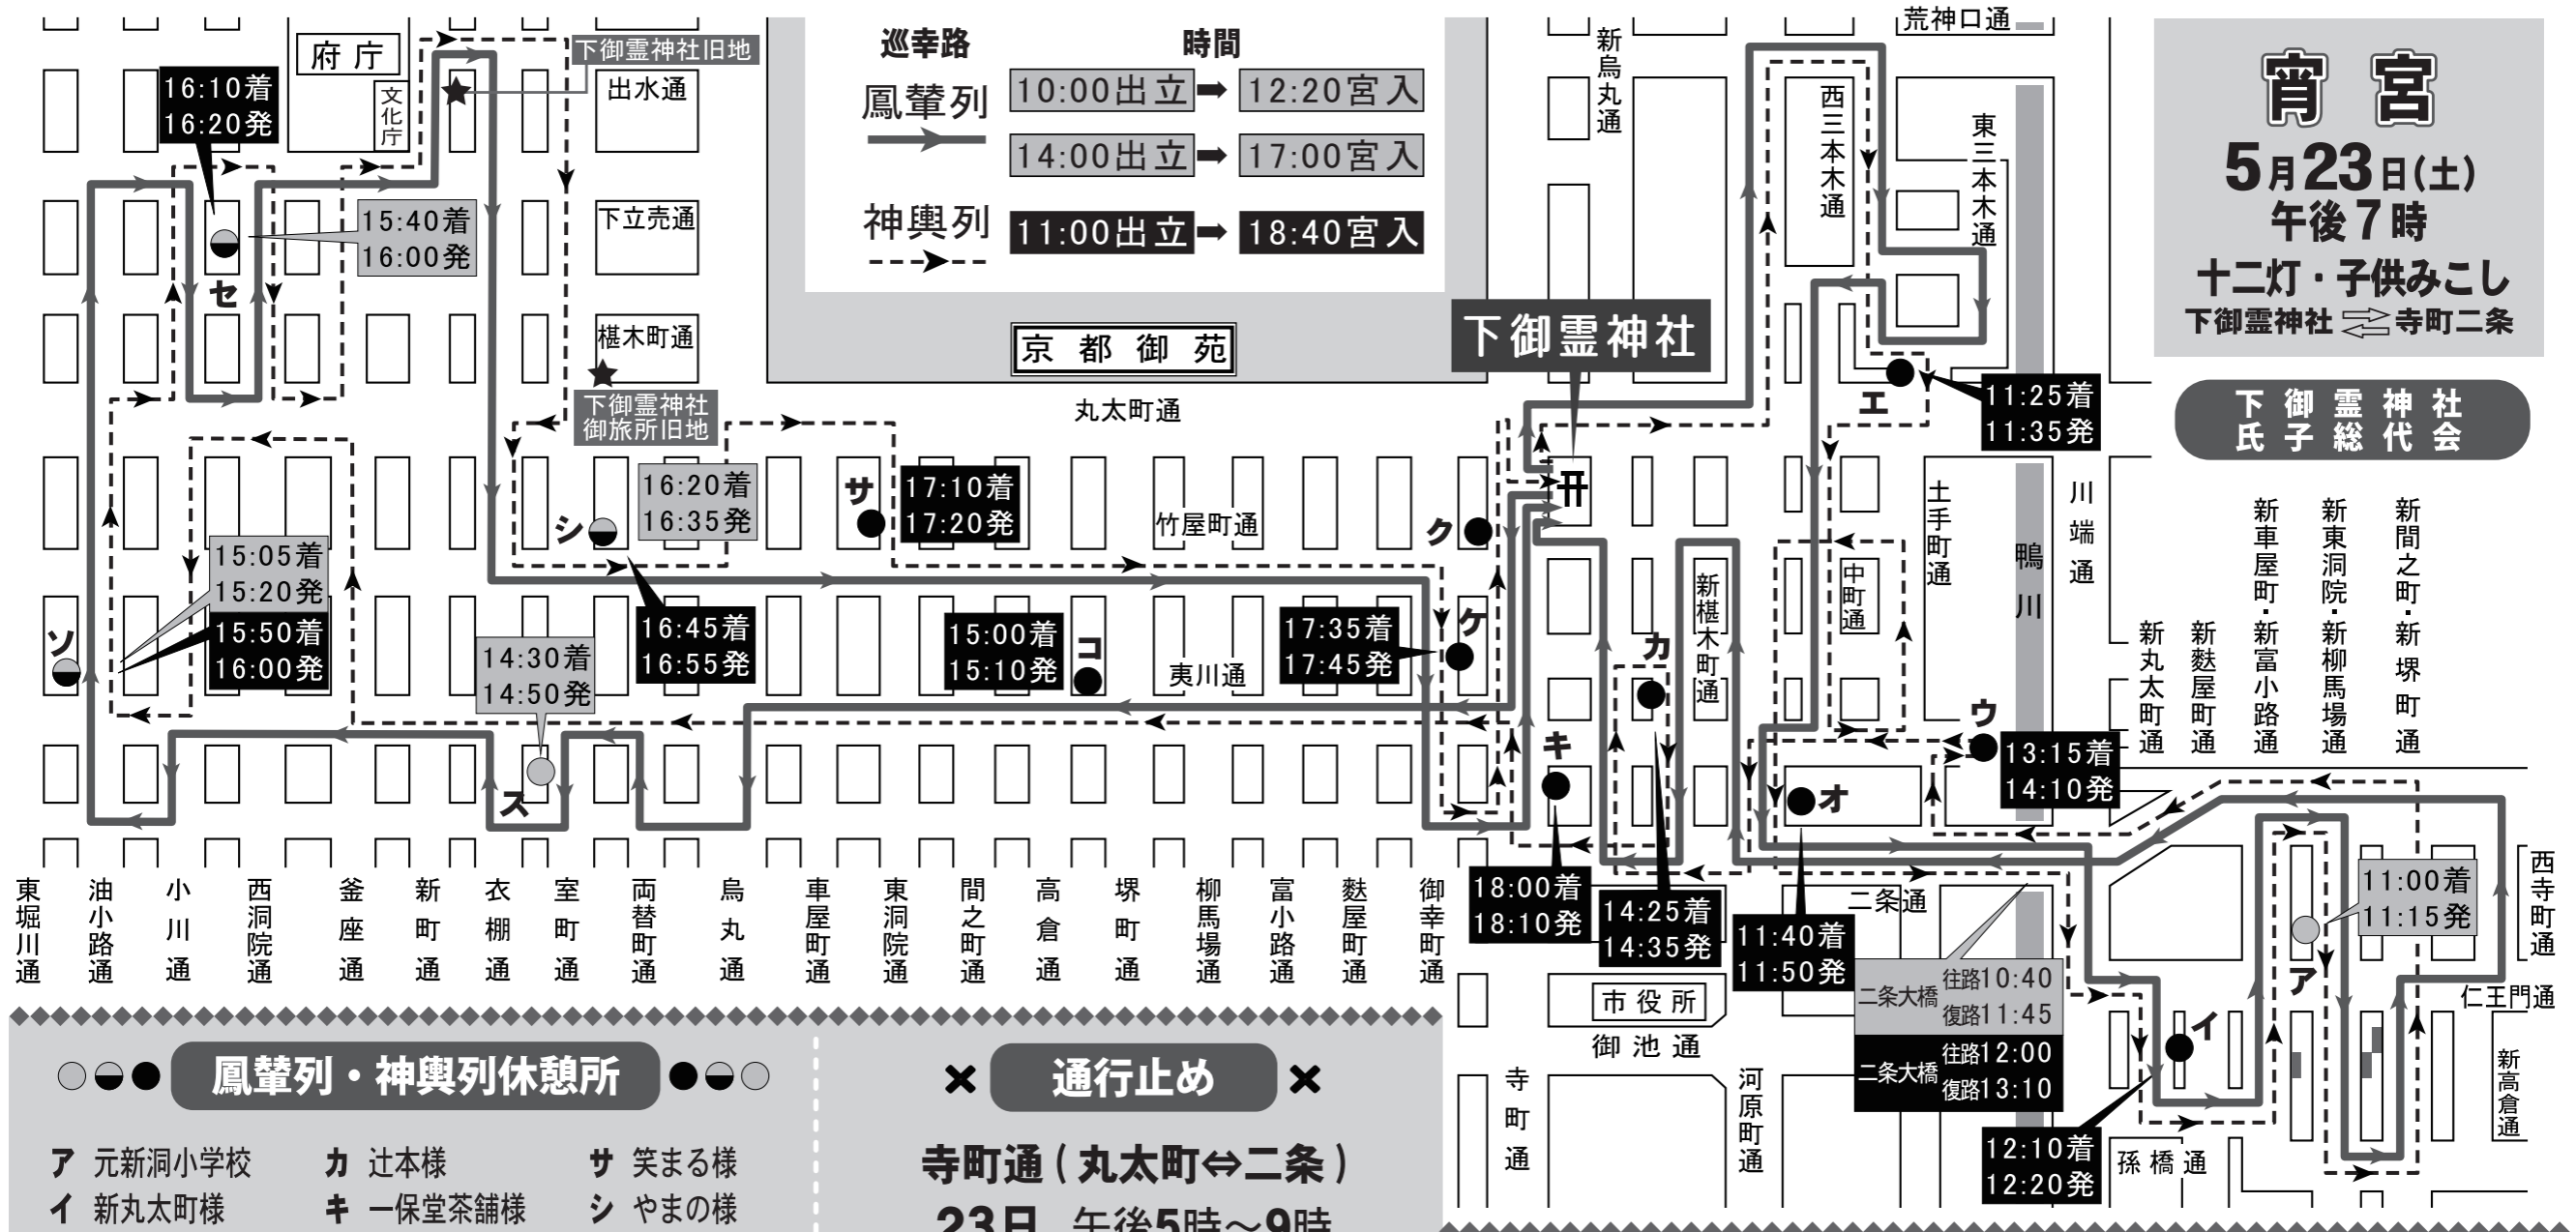 荒神口通
府庁
文化庁
下御霊神社旧地
出水通
下立売通
椹木町通
下御霊神社
御旅所旧地
16:10着
16:20発
15:40着
16:00発
セ
巡幸路 時間
鳳輦列 10:00出立➡12:20宮入
14:00出立➡17:00宮入
神輿列 11:00出立➡18:40宮入
京都御苑
丸太町通
新烏丸通
西三本木通
東三本木通
下御霊神社
宵宮
5月23日(土)
午後7時
十二灯・子供みこし
下御霊神社⇄寺町二条
下御霊神社
氏子総代会
エ
11:25着
11:35発
シ
16:20着
16:35発
サ
17:10着
17:20発
竹屋町通
ク
土手町通
鴨川
川端通
新車屋町・新富小路通
新東洞院・新柳馬場通
新間之町・新堺町通
新丸太町通
新麩屋町通
15:05着
15:20発
15:50着
16:00発
ソ
14:30着
14:50発
ス
16:45着
16:55発
15:00着
15:10発
コ
夷川通
17:35着
17:45発
ケ
カ
新椹木町通
中町通
キ
オ
ウ
13:15着
14:10発
18:00着
18:10発
14:25着
14:35発
11:40着
11:50発
二条通
二条大橋 往路10:40
復路11:45
二条大橋 往路12:00
復路13:10
11:00着
11:15発
ア
イ
西寺町通
仁王門通
新高倉通
12:10着
12:20発
孫橋通
東堀川通
油小路通
小川通
西洞院通
釜座通
新町通
衣棚通
室町通
両替町通
烏丸通
車屋町通
東洞院通
間之町通
高倉通
堺町通
柳馬場通
富小路通
麩屋町通
御幸町通
市役所
御池通
寺町通
河原町通
鳳輦列・神輿列休憩所
ア 元新洞小学校 カ 辻本様 サ 笑まる様
イ 新丸太町様 キ 一保堂茶舗様 シ やまの様
× 通行止め ×
寺町通(丸太町⇔二条)
23日 午後5時〜9時